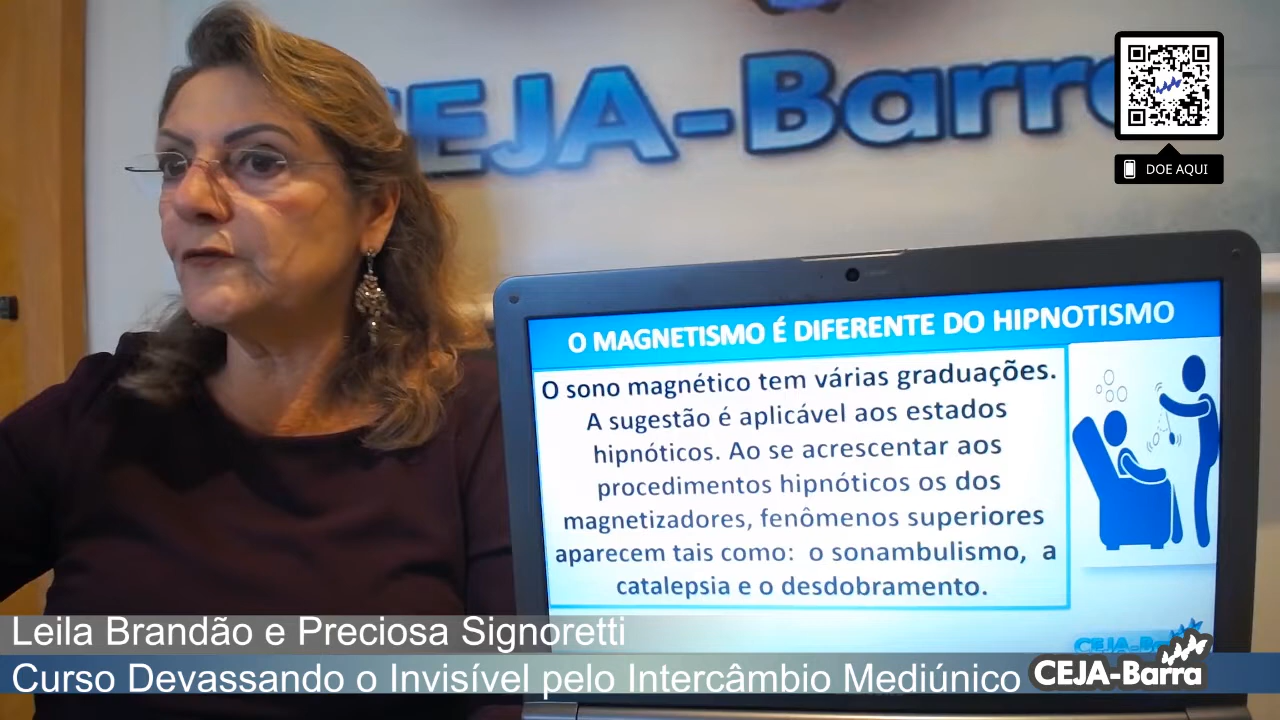 CEJA-Barra
DOE AQUI
O MAGNETISMO É DIFERENTE DO HIPNOTISMO
O sono magnético tem várias graduações.
A sugestão é aplicável aos estados
hipnóticos. Ao se acrescentar aos
procedimentos hipnóticos os dos
magnetizadores, fenômenos superiores
aparecem tais como: o sonambulismo, a
catalepsia e o desdobramento.
CEJA-Barra
Leila Brandão e Preciosa Signoretti
Curso Devassando o Invisível pelo Intercâmbio Mediúnico
CEJA-Barra